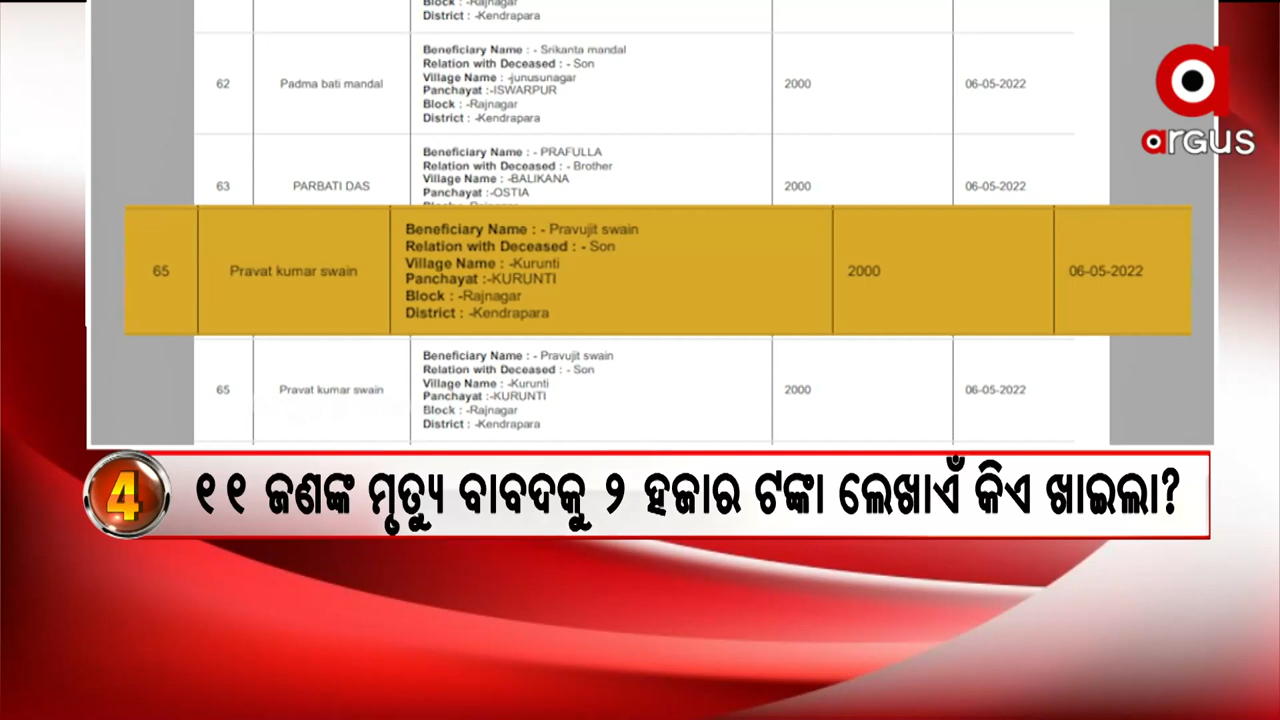 Block : -Rajnagar
District : -Kendrapara
62
Padma bati mandal
Beneficiary Name : - Srikanta mandal
Relation with Deceased : - Son
Village Name : -junusunagar
Panchayat :-ISWARPUR
Block : -Rajnagar
District : -Kendrapara
2000
06-05-2022
63
PARBATI DAS
Beneficiary Name : - PRAFULLA
Relation with Deceased : - Brother
Village Name : -BALIKANA
Panchayat :-OSTIA
2000
06-05-2022
65
Pravat kumar swain
Beneficiary Name : - Pravujit swain
Relation with Deceased : - Son
Village Name : -Kurunti
Panchayat :-KURUNTI
Block : -Rajnagar
District : -Kendrapara
2000
06-05-2022
65
Pravat kumar swain
Beneficiary Name : - Pravujit swain
Relation with Deceased : - Son
Village Name : -Kurunti
Panchayat :-KURUNTI
Block : -Rajnagar
District : -Kendrapara
2000
06-05-2022
argus
4
୧୧ ଜଣଙ୍କ ମୃତ୍ୟୁ ବାବଦକୁ ୨ ହଜାର ଟଙ୍କା ଲେଖାଏଁ କିଏ ଖାଇଲା?